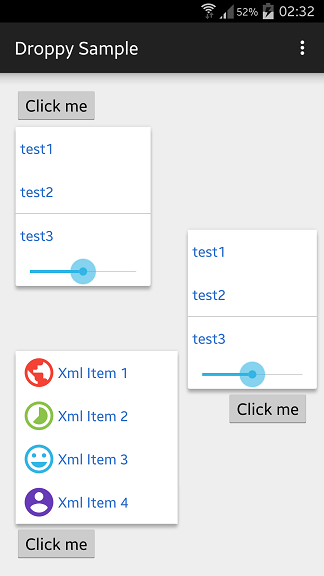 52% 02:32
Droppy Sample
Click me
test1
test2
test3
test1
test2
test3
Click me
Xml Item 1
Xml Item 2
Xml Item 3
Xml Item 4
Click me